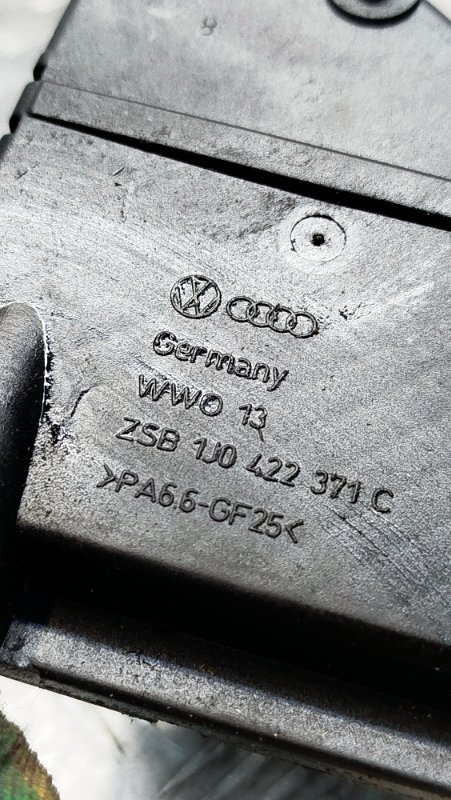 Germany
WWO 13
ZSB 1J0 422 371 C
>PA6.6-GF25<